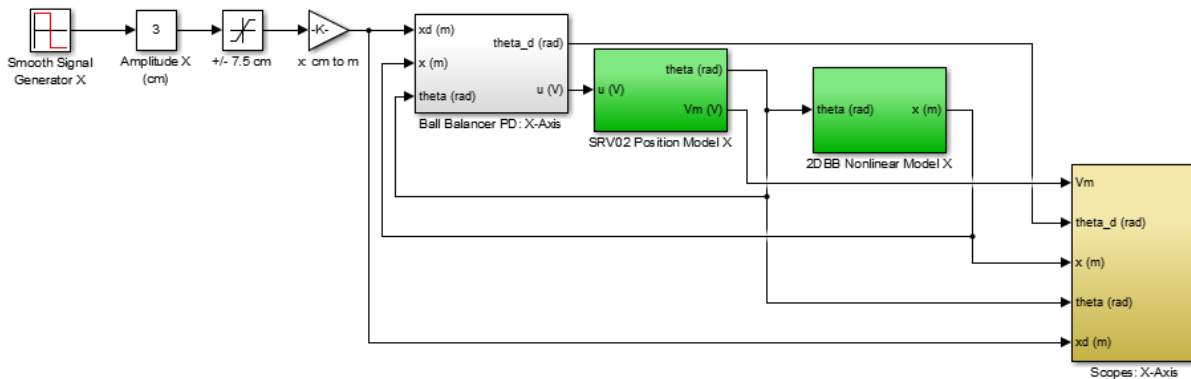 Smooth Signal
Generator X
3
Amplitude X
(cm)
+/- 7.5 cm
-K-
x: cm to m
xd (m)
x (m)
theta (rad)
theta_d (rad)
u (V)
Ball Balancer PD: X-Axis
u (V)
theta (rad)
Vm (V)
SRV02 Position Model X
theta (rad)
x (m)
2DBB Nonlinear Model X
Vm
theta_d (rad)
x (m)
theta (rad)
xd (m)
Scopes: X-Axis